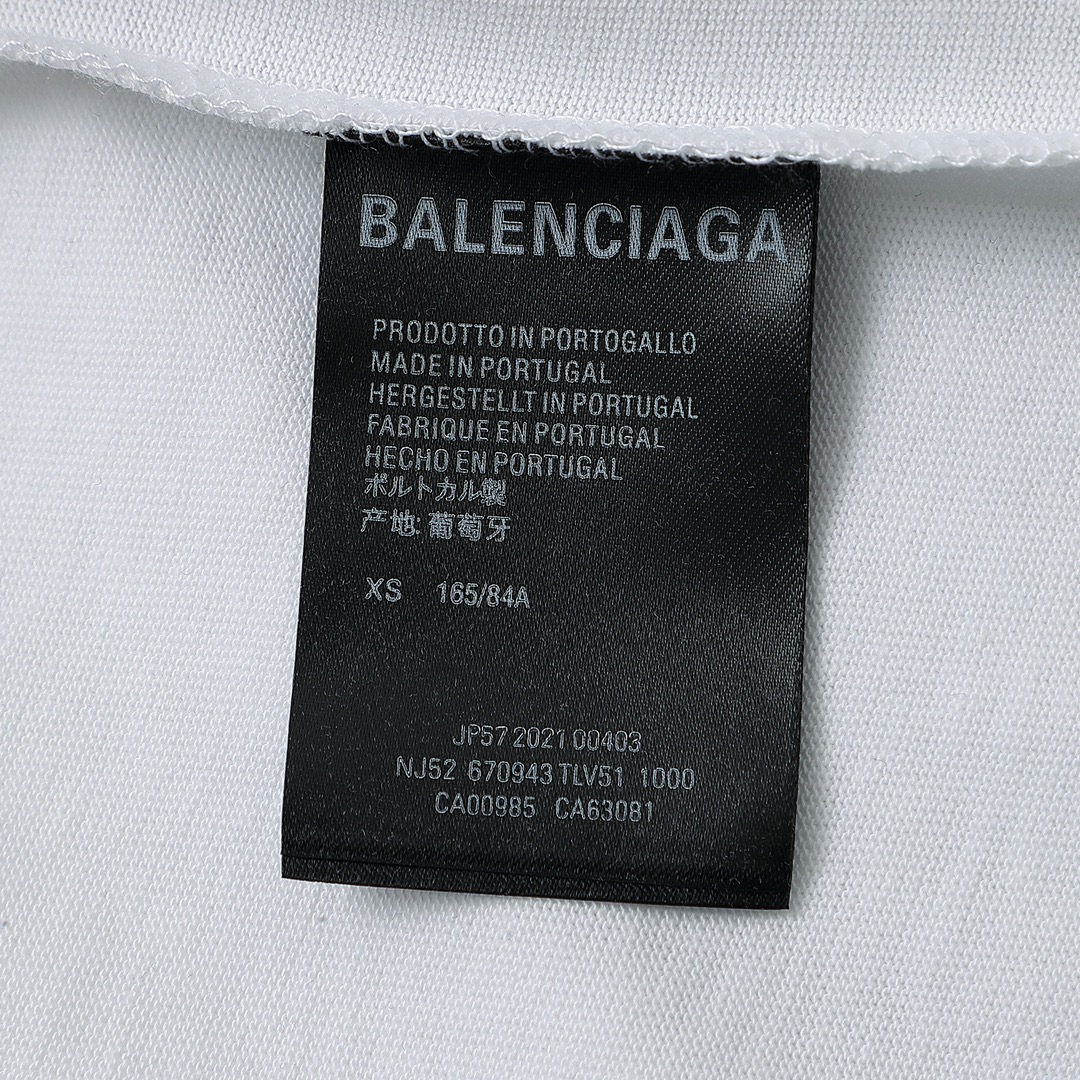 BALENCIAGA
PRODOTTO IN PORTOGALLO
MADE IN PORTUGAL
HERGESTELLT IN PORTUGAL
FABRIQUE EN PORTUGAL
HECHO EN PORTUGAL
ポルトカル製
产地: 葡萄牙
XS 165/84A
JP57 2021 00403
NJ52 670943 TLV51 1000
CA00985 CA63081